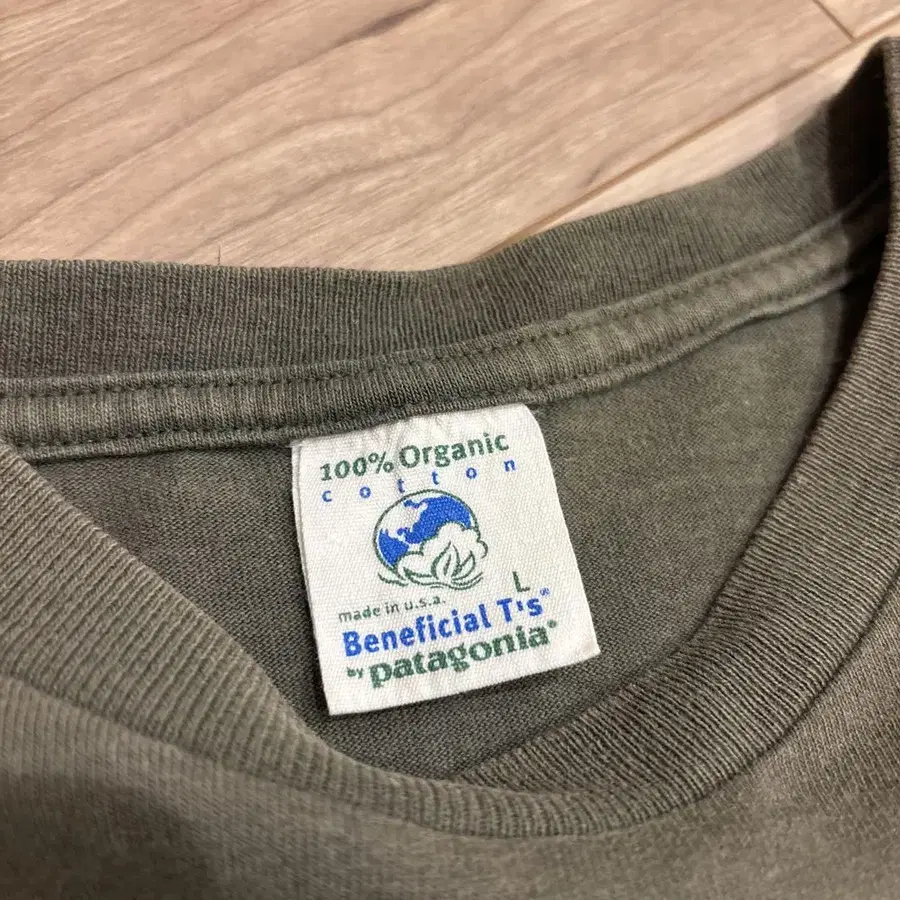 100% Organic
cotton
L
made in u.s.a.
Beneficial T's®
by patagonia®